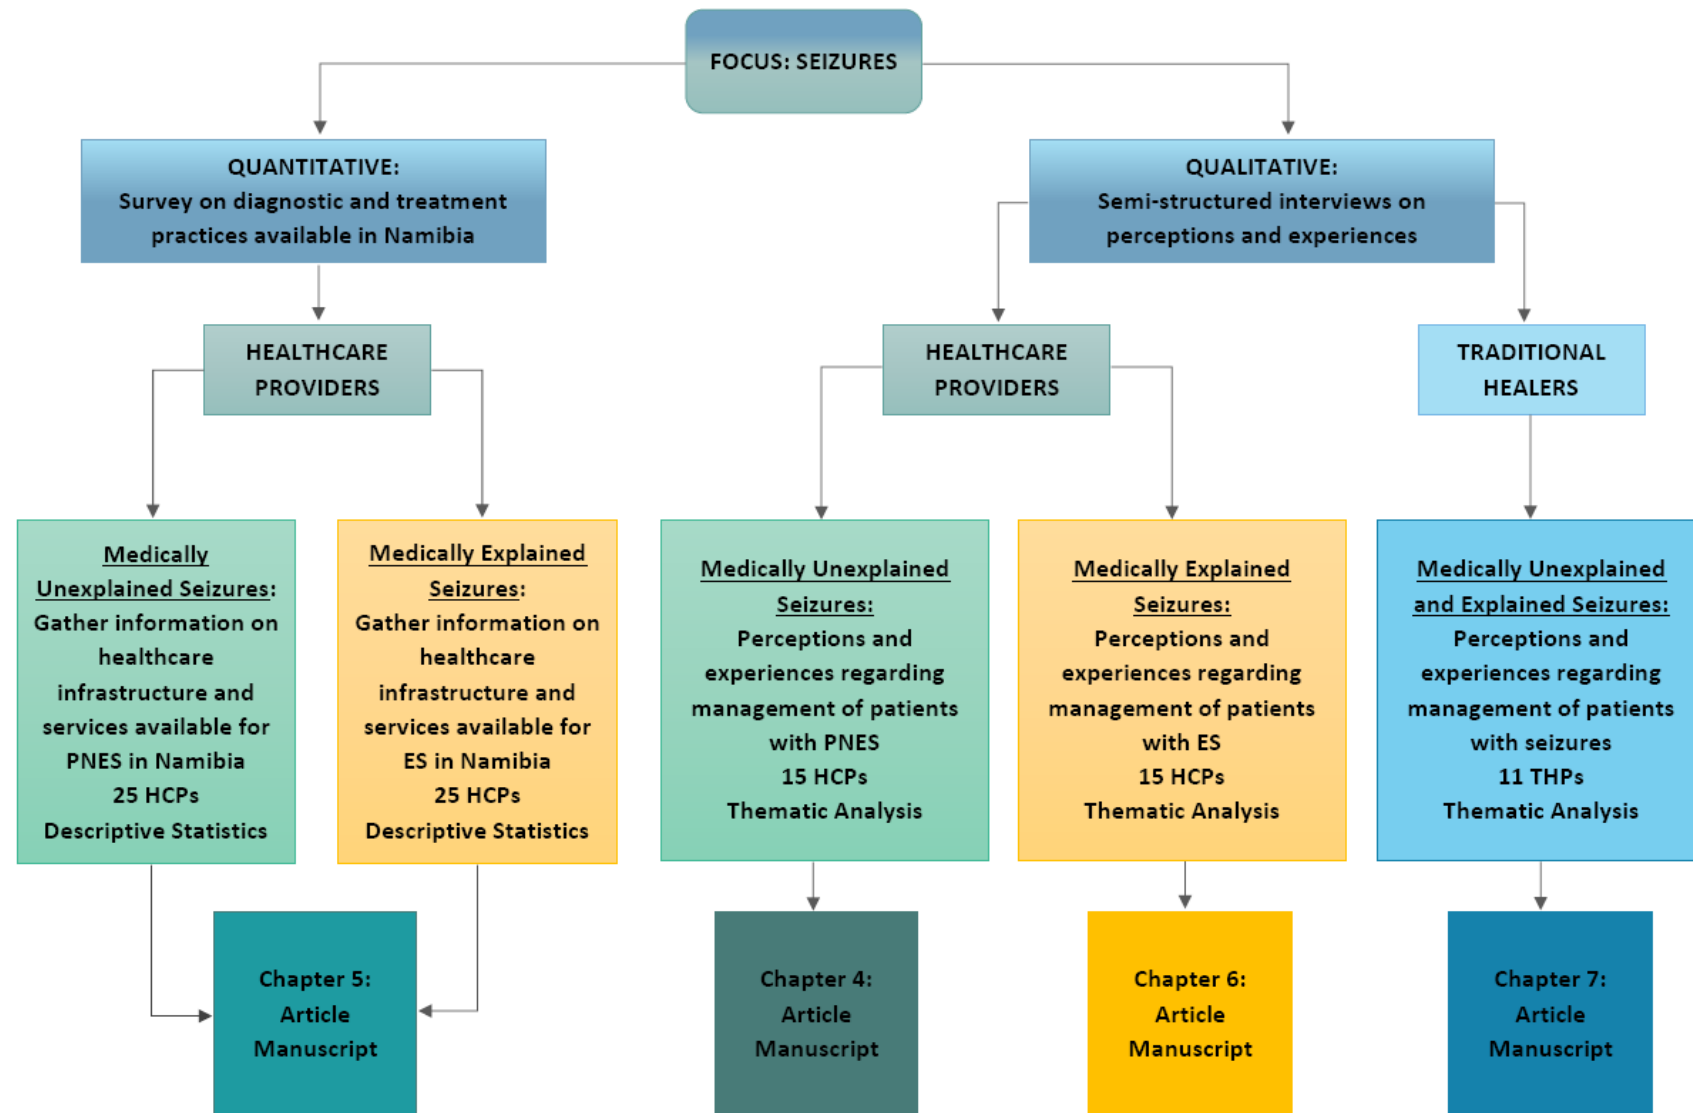 FOCUS: SEIZURES
QUANTITATIVE:
Survey on diagnostic and treatment
practices available in Namibia
QUALITATIVE:
Semi-structured interviews on
perceptions and experiences
HEALTHCARE
PROVIDERS
HEALTHCARE
PROVIDERS
TRADITIONAL
HEALERS
Medically
Unexplained Seizures:
Gather information on
healthcare
infrastructure and
services available for
PNES in Namibia
25 HCPs
Descriptive Statistics
Medically Explained
Seizures:
Gather information on
healthcare
infrastructure and
services available for
ES in Namibia
25 HCPs
Descriptive Statistics
Medically Unexplained
Seizures:
Perceptions and
experiences regarding
management of patients
with PNES
15 HCPs
Thematic Analysis
Medically Explained
Seizures:
Perceptions and
experiences regarding
management of patients
with ES
15 HCPs
Thematic Analysis
Medically Unexplained
and Explained Seizures:
Perceptions and
experiences regarding
management of patients
with seizures
11 THPs
Thematic Analysis
Chapter 5:
Article
Manuscript
Chapter 4:
Article
Manuscript
Chapter 6:
Article
Manuscript
Chapter 7:
Article
Manuscript